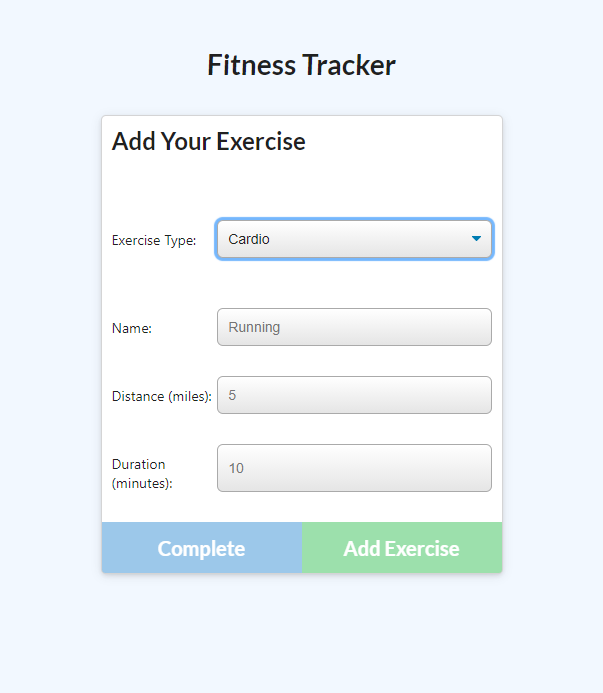 Fitness Tracker
Add Your Exercise
Exercise Type:
Cardio
Name:
Running
Distance (miles):
5
Duration
(minutes):
10
Complete
Add Exercise